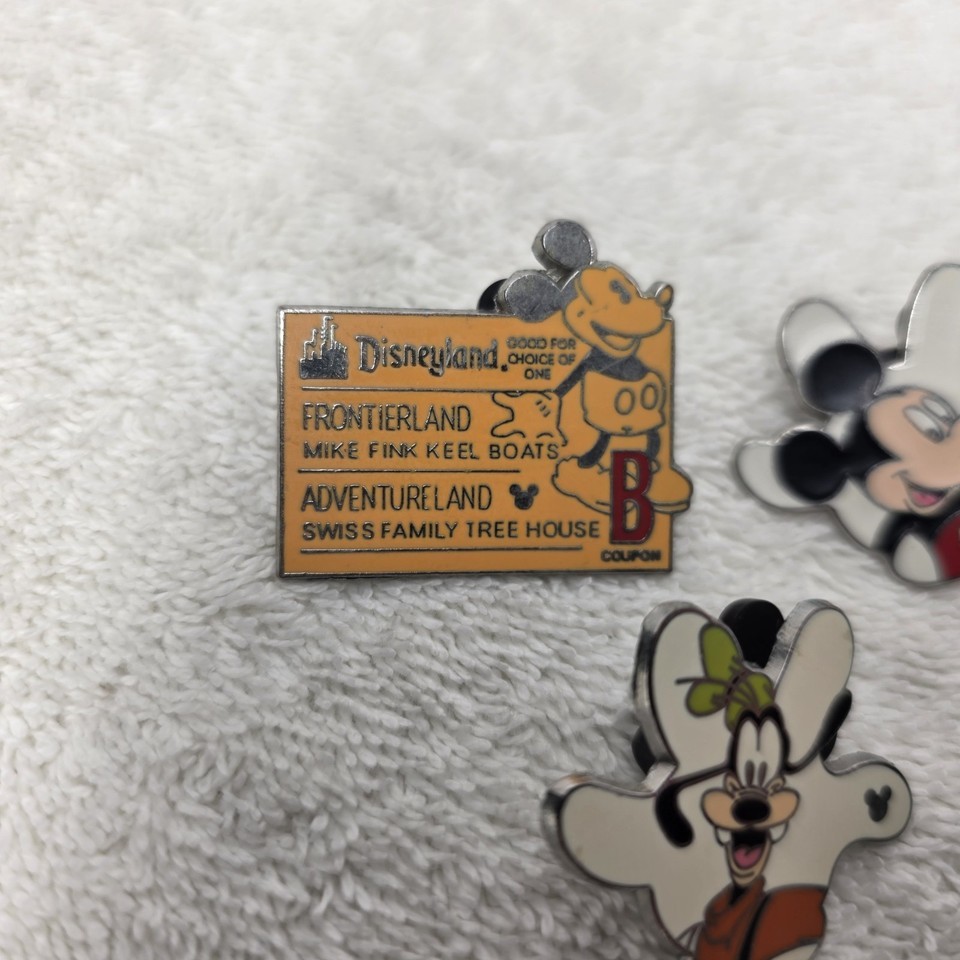 Disneyland.
GOOD FOR
CHOICE OF
ONE
FRONTIERLAND
MIKE FINK KEEL BOATS
ADVENTURELAND
SWISS FAMILY TREE HOUSE
B
COUPON